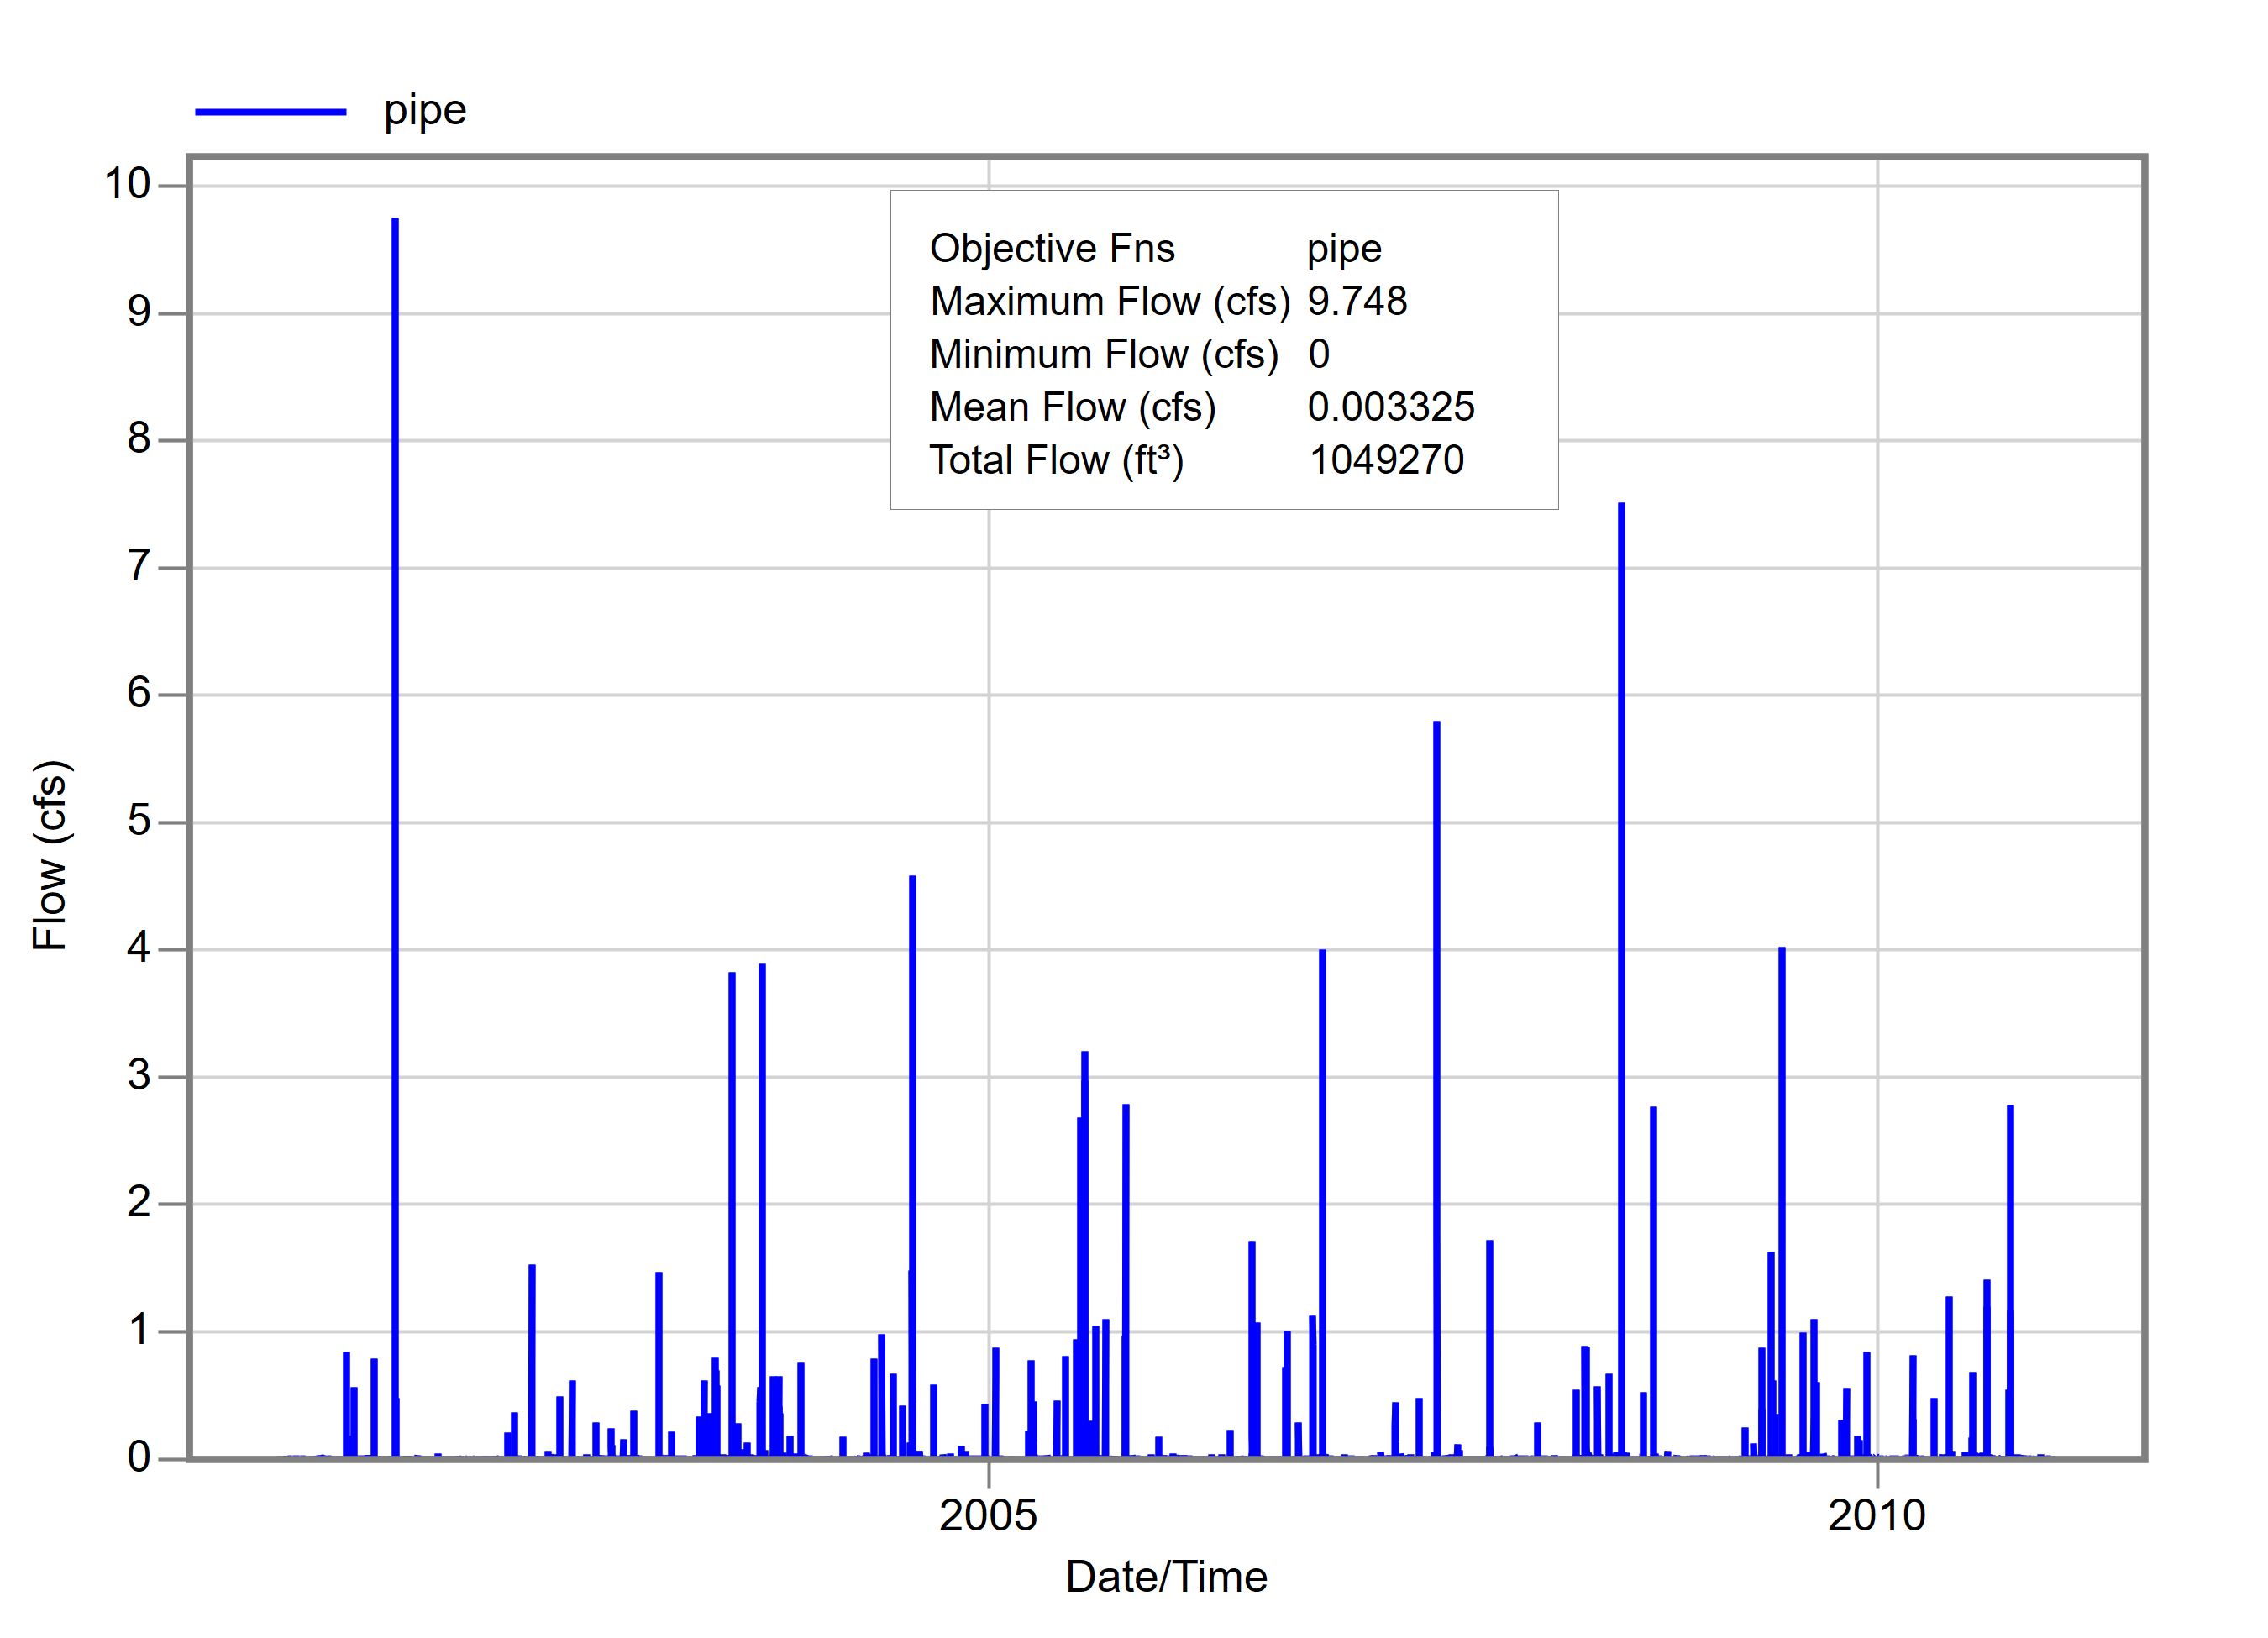 pipe
10
9
8
7
6
5
4
3
2
1
0
Flow (cfs)
Objective Fns pipe
Maximum Flow (cfs) 9.748
Minimum Flow (cfs) 0
Mean Flow (cfs) 0.003325
Total Flow (ft³) 1049270
2005 2010
Date/Time